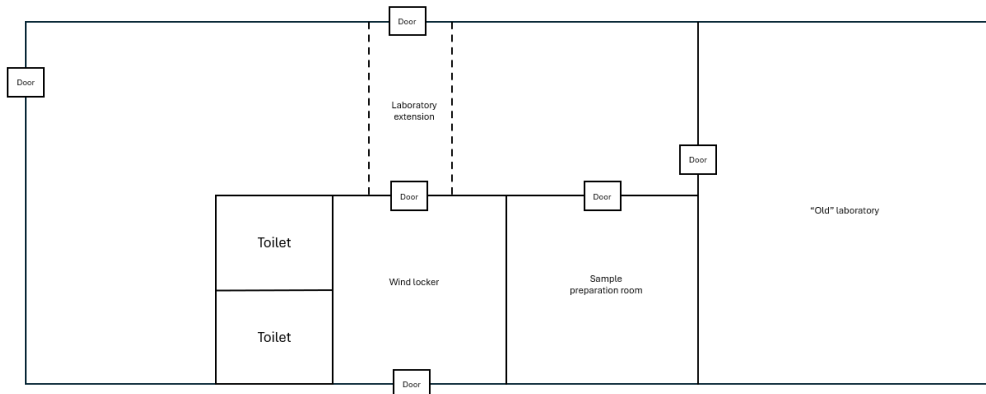 Door
Door
Laboratory
extension
Door
Door
Door
"Old" laboratory
Toilet
Wind locker
Sample
preparation room
Toilet
Door